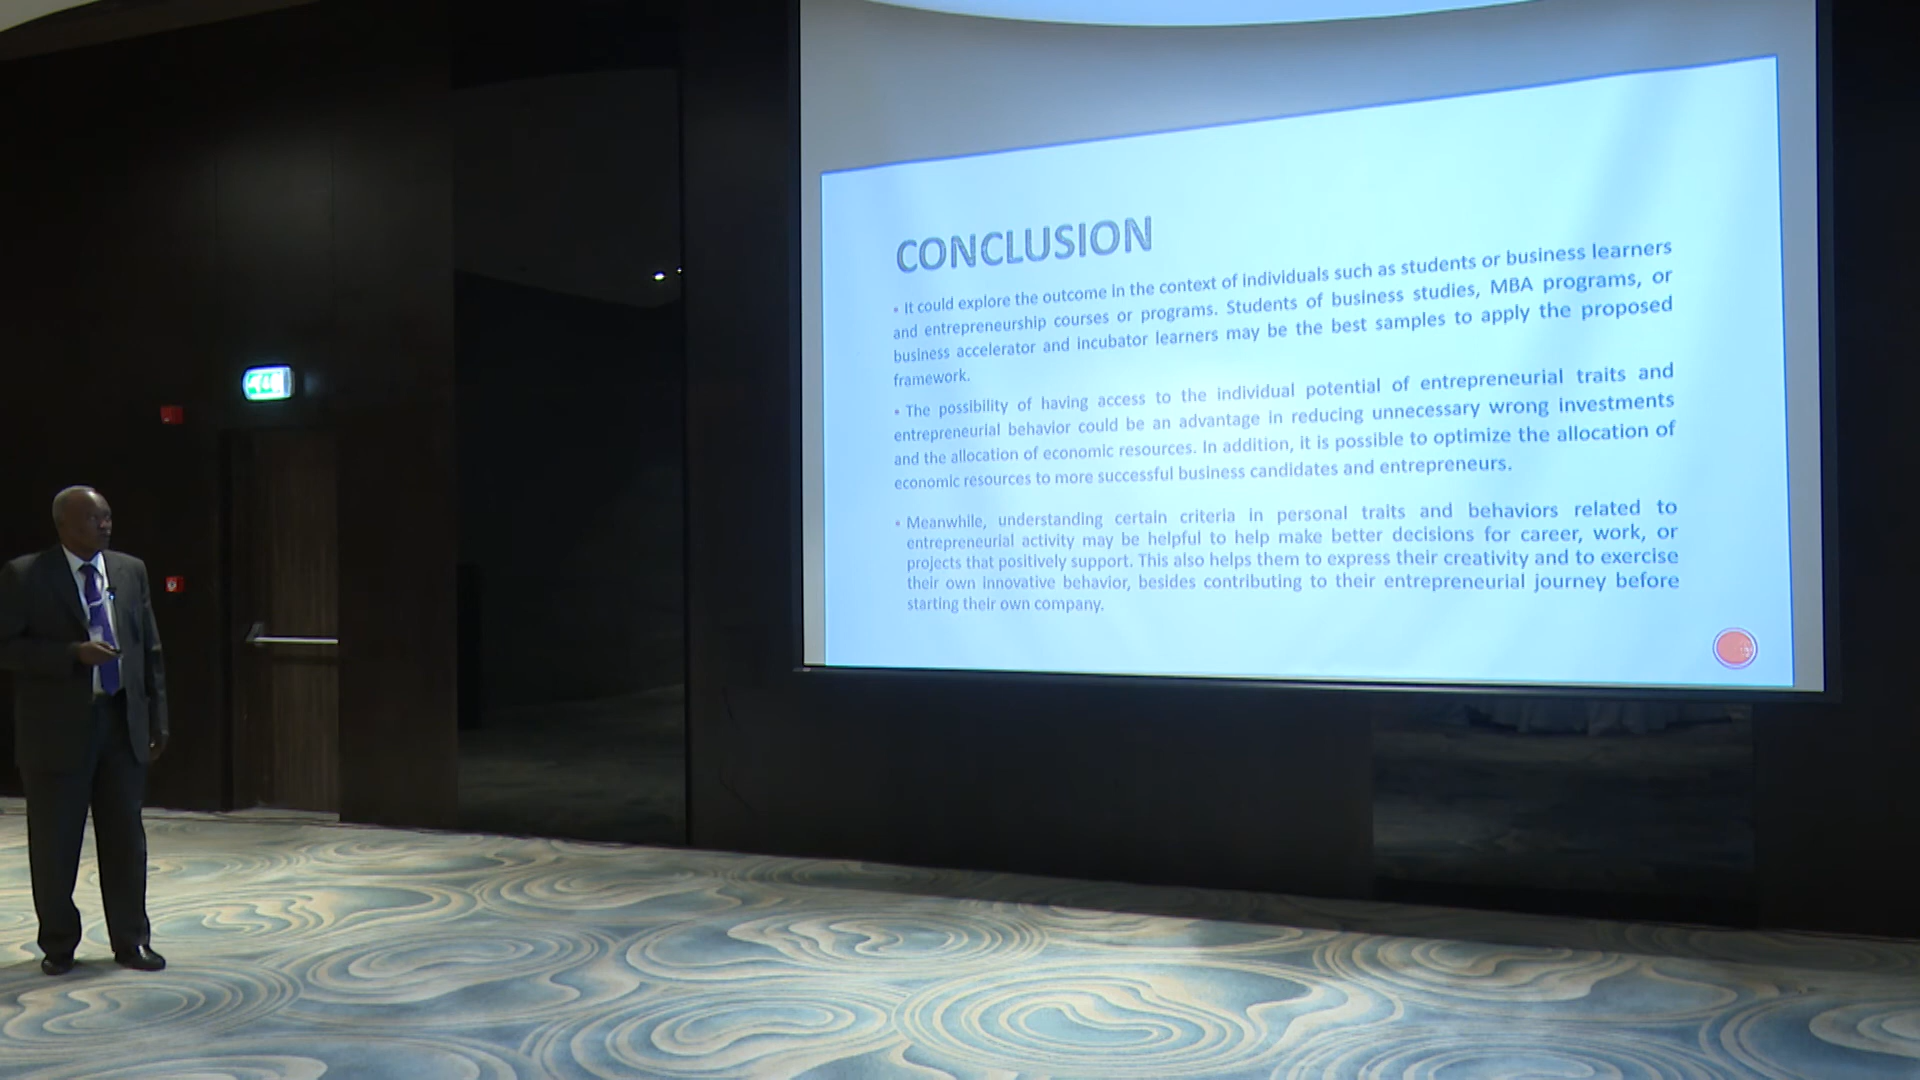 CONCLUSION
▪ It could explore the outcome in the context of individuals such as students or business learners
and entrepreneurship courses or programs. Students of business studies, MBA programs, or
business accelerator and incubator learners may be the best samples to apply the proposed
framework.
▪ The possibility of having access to the individual potential of entrepreneurial traits and
entrepreneurial behavior could be an advantage in reducing unnecessary wrong investments
and the allocation of economic resources. In addition, it is possible to optimize the allocation of
economic resources to more successful business candidates and entrepreneurs.
▪ Meanwhile, understanding certain criteria in personal traits and behaviors related to
entrepreneurial activity may be helpful to help make better decisions for career, work, or
projects that positively support. This also helps them to express their creativity and to exercise
their own innovative behavior, besides contributing to their entrepreneurial journey before
starting their own company.